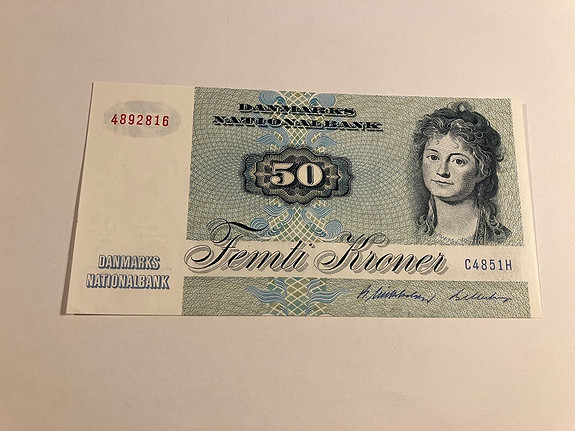 4892816
DANMARKS
NATIONALBANK
50
Femti Kroner
C4851H
DANMARKS
NATIONALBANK